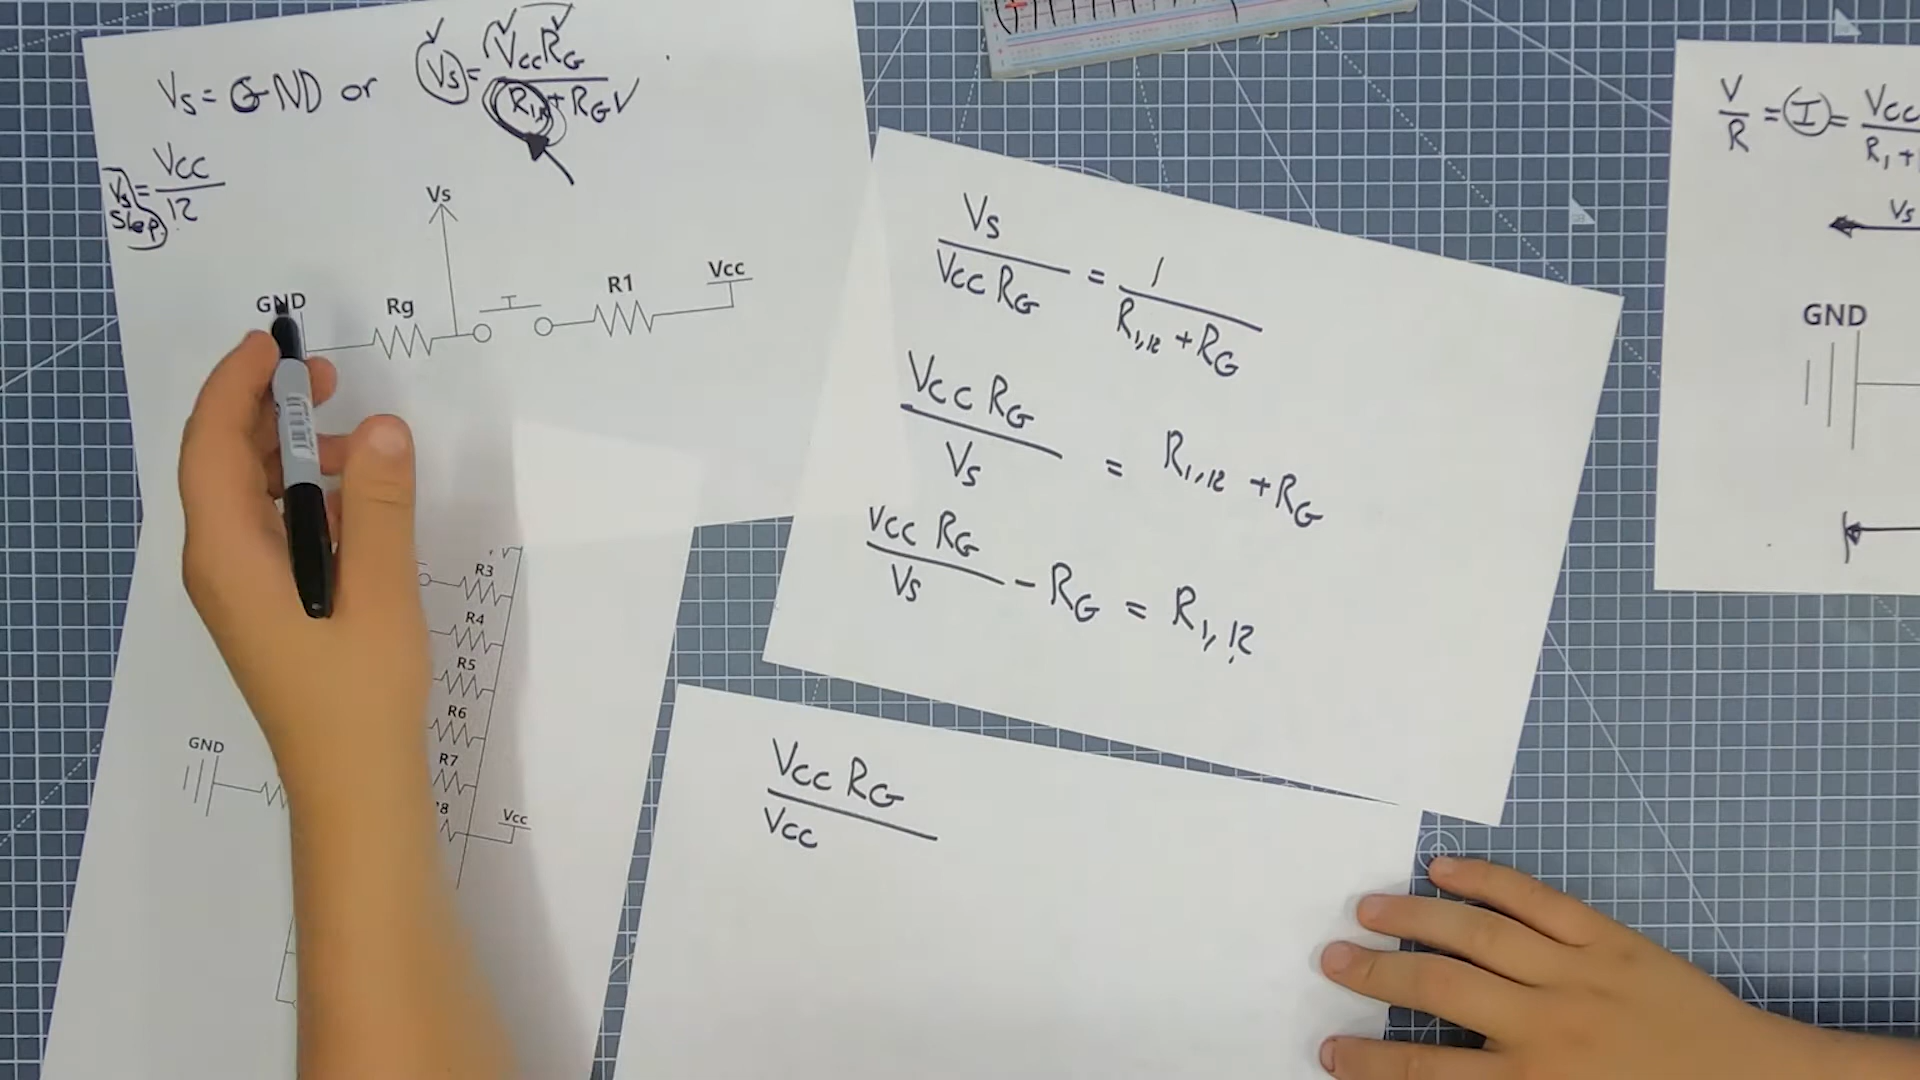 Vs = GND or Vs = VccRG
R1,12 + RG
Vs = Vcc
Step 12
Vs
GND Rg R1 Vcc
R3
R4
R5
R6
R7
GND
Vcc
Vs = 1
Vcc RG R1,12 + RG
Vcc RG
Vs = R1,12 + RG
Vcc RG
Vs - RG = R1,12
Vcc RG
Vcc
V = I = Vcc
R R1 +
Vs
GND